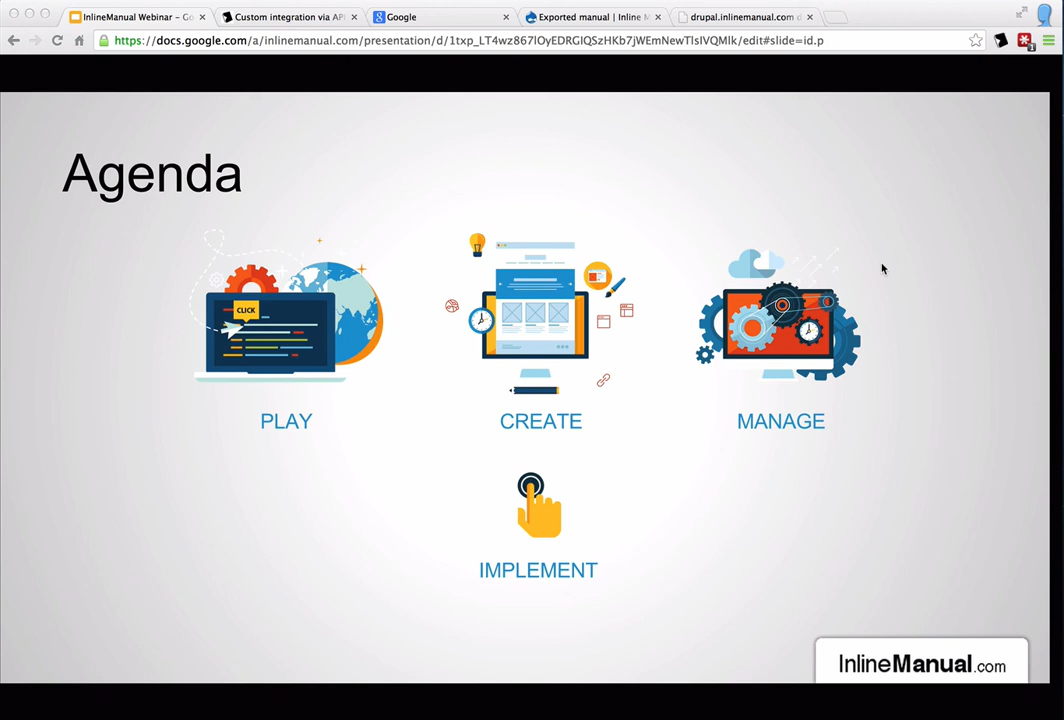 InlineManual Webinar – Go
Custom integration via API
Google
Exported manual | Inline M
drupal.inlinemanual.com d
https://docs.google.com/a/inlinemanual.com/presentation/d/1txp_LT4wz867lOyEDRGlQSzHKb7jWEmNewTlsIVQMlk/edit#slide=id.p
Agenda
CLICK
PLAY
CREATE
MANAGE
IMPLEMENT
InlineManual.com